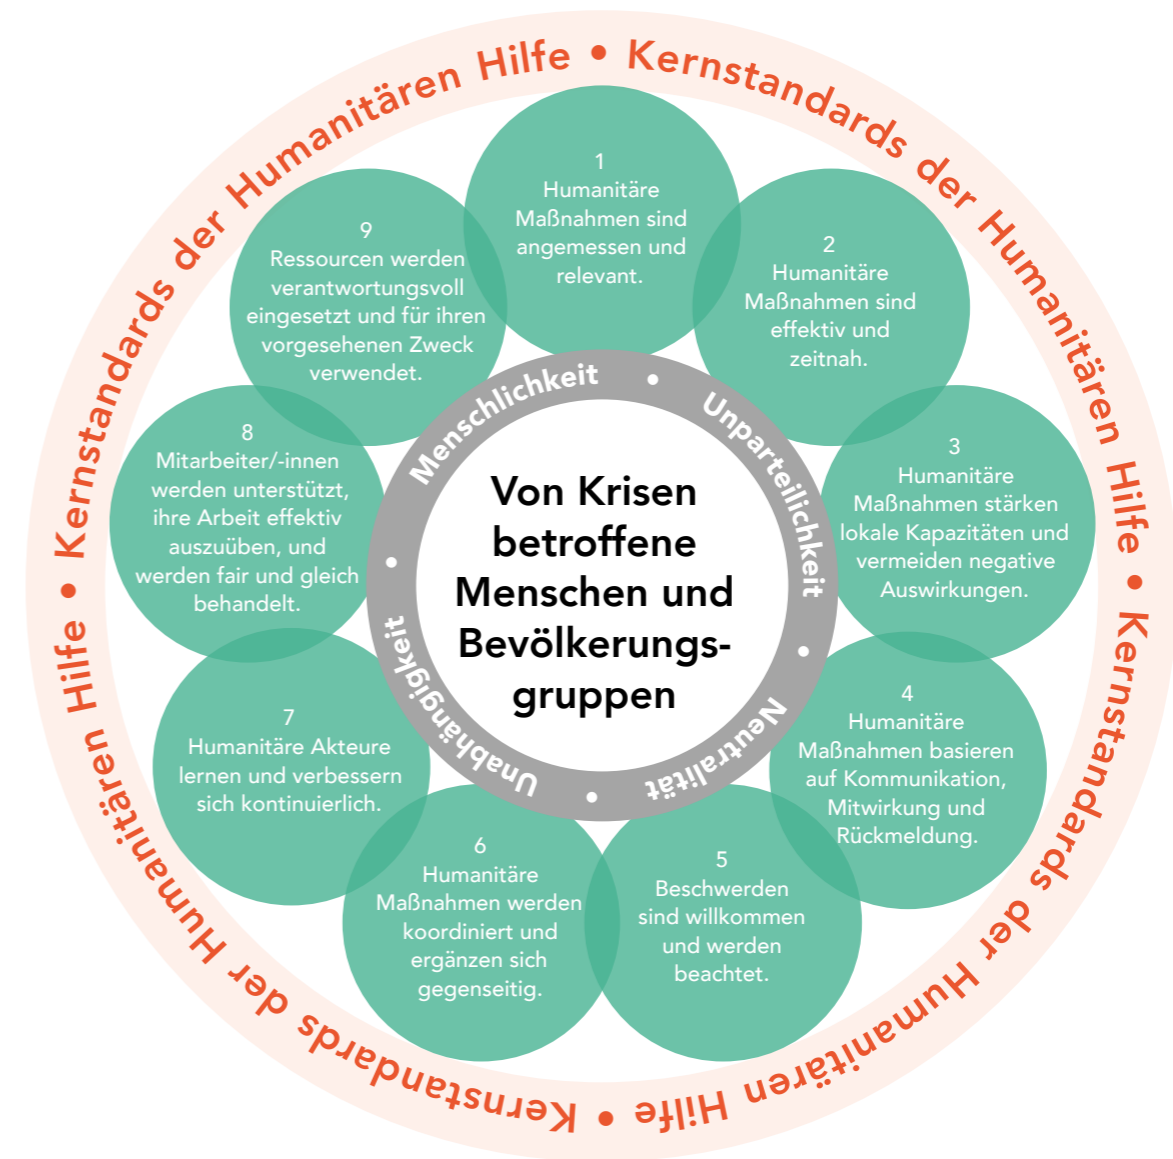 Kernstandards der Humanitären Hilfe • Kernstandards der Humanitären Hilfe • Kernstandards der Humanitären Hilfe • Kernstandards der Humanitären Hilfe •
1
Humanitäre
Maßnahmen sind
angemessen und
relevant.
2
Humanitäre
Maßnahmen sind
effektiv und
zeitnah.
3
Humanitäre
Maßnahmen stärken
lokale Kapazitäten und
vermeiden negative
Auswirkungen.
4
Humanitäre
Maßnahmen basieren
auf Kommunikation,
Mitwirkung und
Rückmeldung.
5
Beschwerden
sind willkommen
und werden
beachtet.
6
Humanitäre
Maßnahmen werden
koordiniert und
ergänzen sich
gegenseitig.
7
Humanitäre Akteure
lernen und verbessern
sich kontinuierlich.
8
Mitarbeiter/-innen
werden unterstützt,
ihre Arbeit effektiv
auszuüben, und
werden fair und gleich
behandelt.
9
Ressourcen werden
verantwortungsvoll
eingesetzt und für ihren
vorgesehenen Zweck
verwendet.
Menschlichkeit • Unparteilichkeit • Neutralität • Unabhängigkeit •
Von Krisen
betroffene
Menschen und
Bevölkerungs-
gruppen